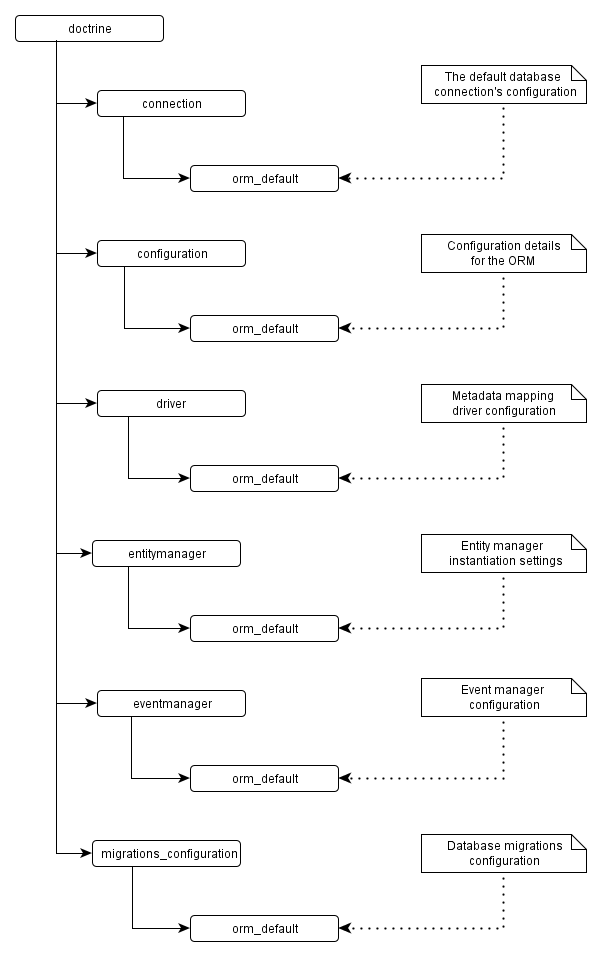 doctrine
The default database
connection's configuration
connection
orm_default
Configuration details
for the ORM
configuration
orm_default
Metadata mapping
driver configuration
driver
orm_default
Entity manager
instantiation settings
entitymanager
orm_default
Event manager
configuration
eventmanager
orm_default
Database migrations
configuration
migrations_configuration
orm_default